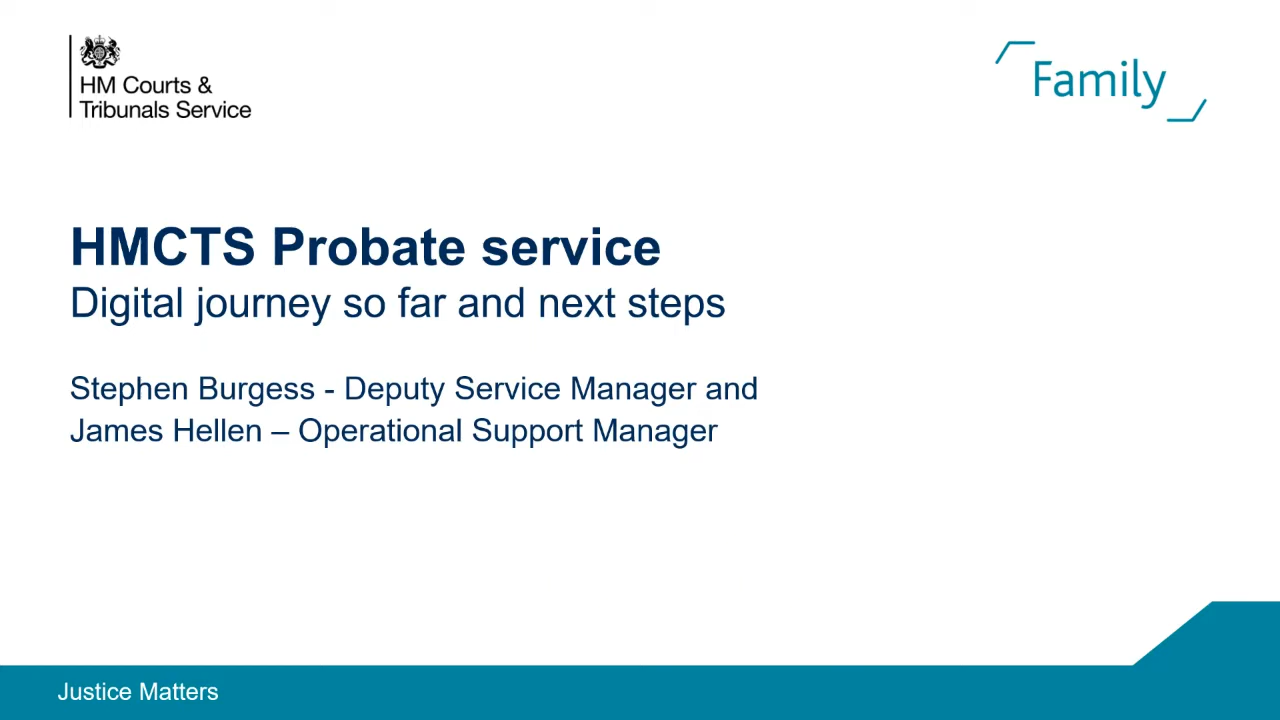 HM Courts &
Tribunals Service
Family
HMCTS Probate service
Digital journey so far and next steps
Stephen Burgess - Deputy Service Manager and
James Hellen – Operational Support Manager
Justice Matters